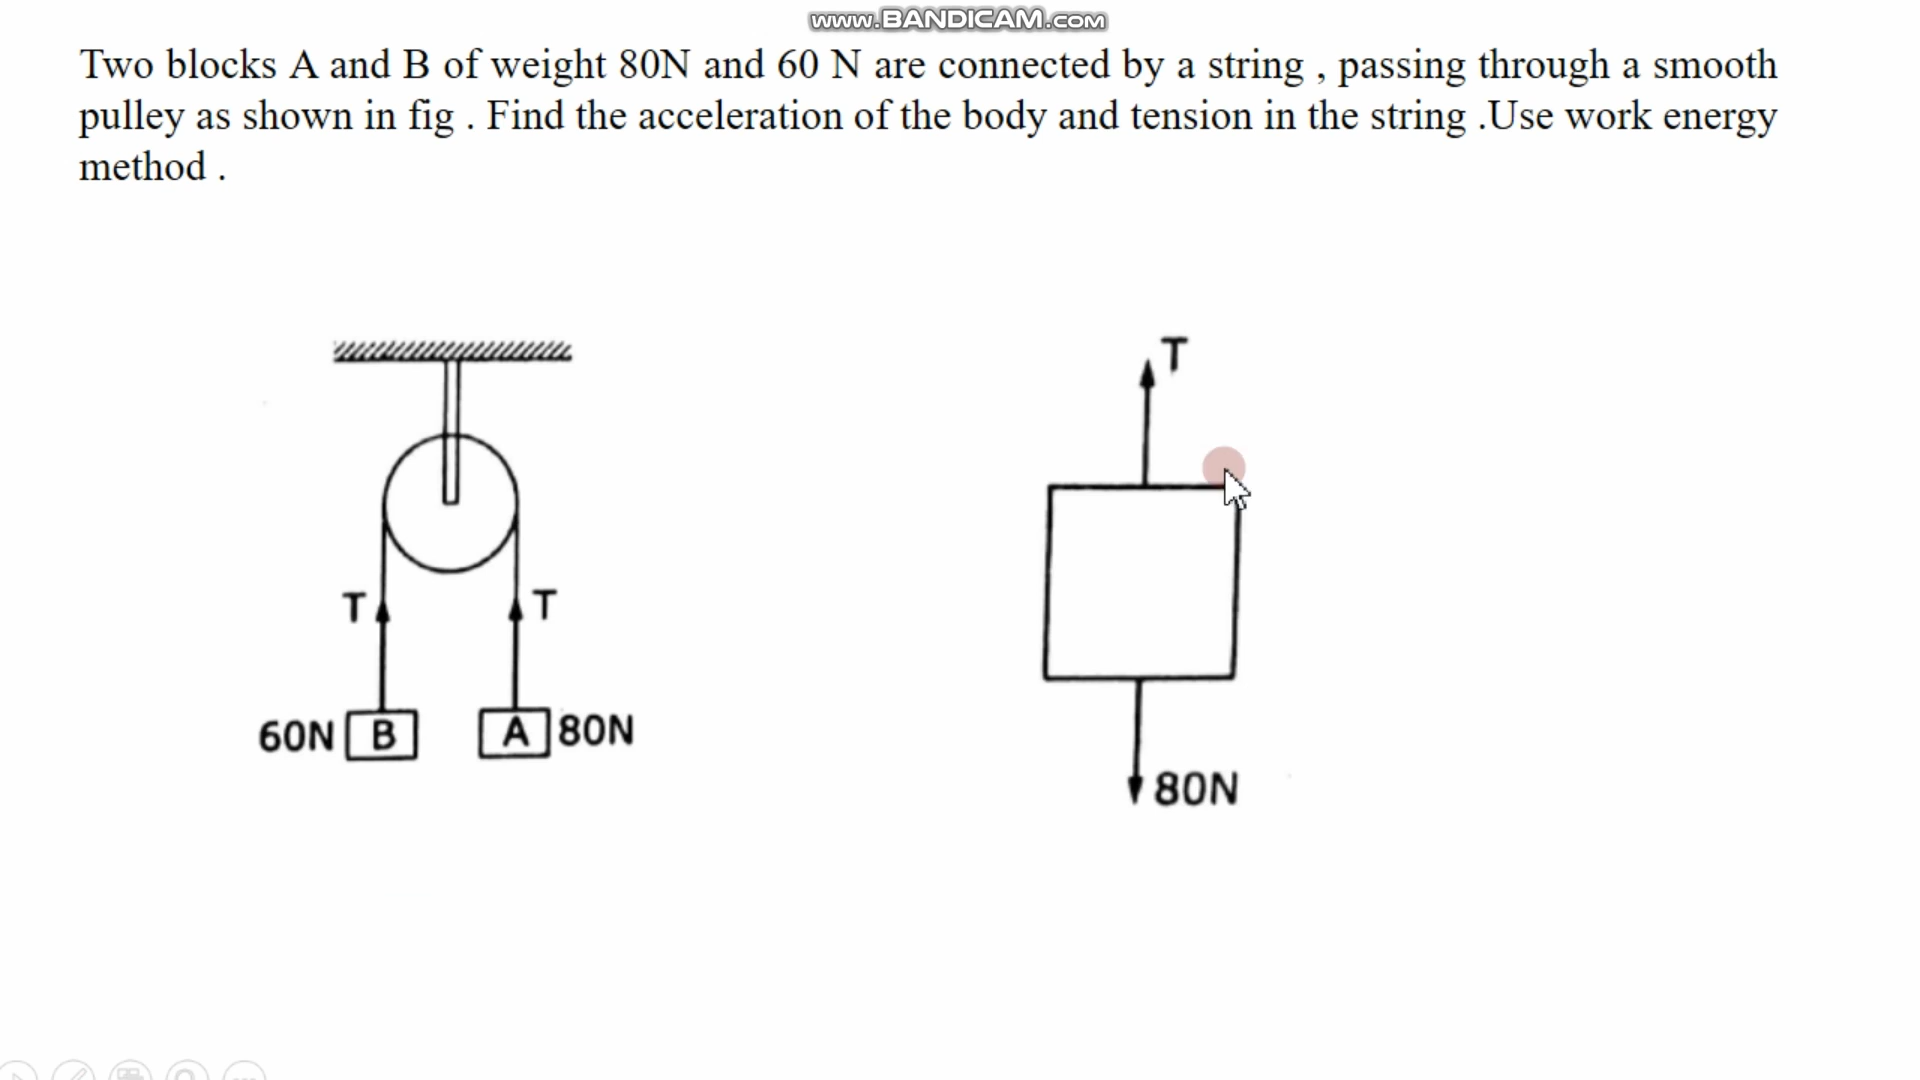 www.BANDICAM.com
Two blocks A and B of weight 80N and 60 N are connected by a string , passing through a smooth
pulley as shown in fig . Find the acceleration of the body and tension in the string .Use work energy
method .
T
T T
60N B A 80N
80N